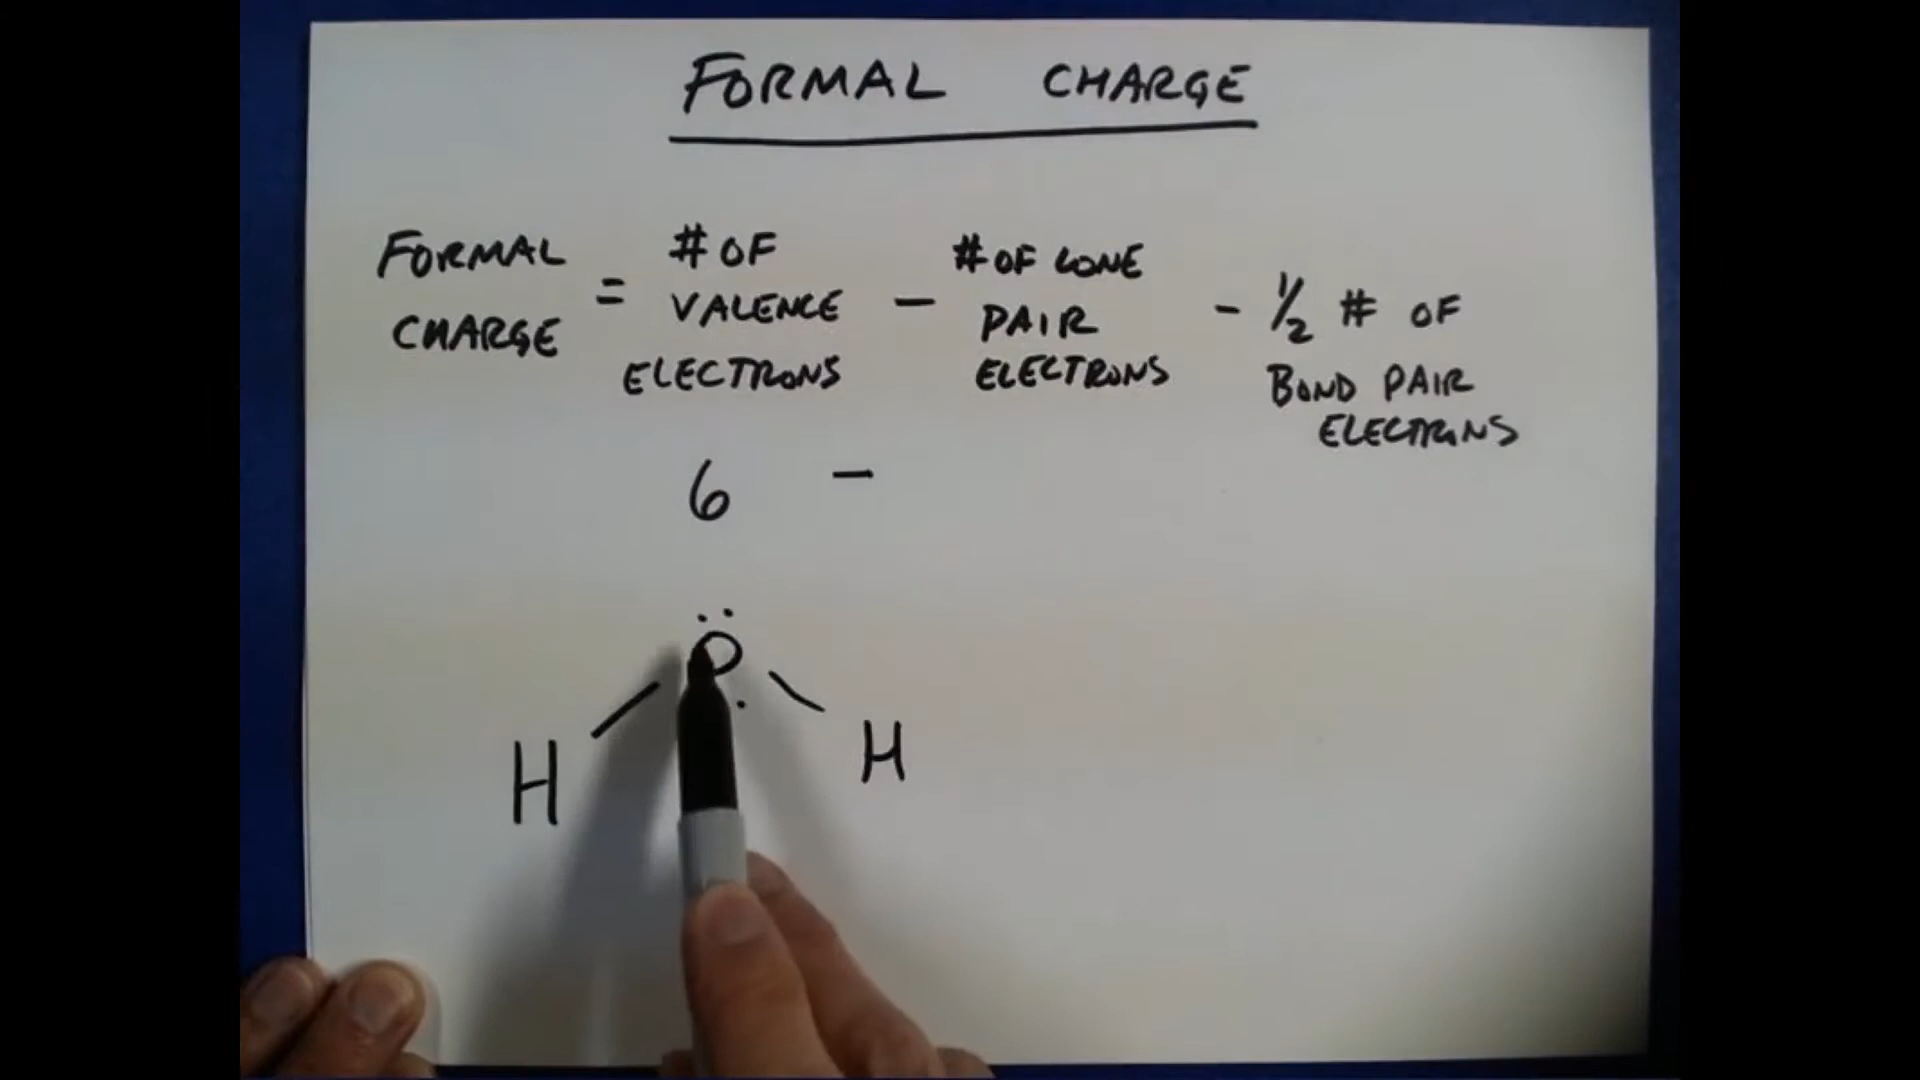 FORMAL CHARGE
FORMAL CHARGE = # OF VALENCE ELECTRONS - # OF LONE PAIR ELECTRONS - 1/2 # OF BOND PAIR ELECTRONS
6 -
O
H H